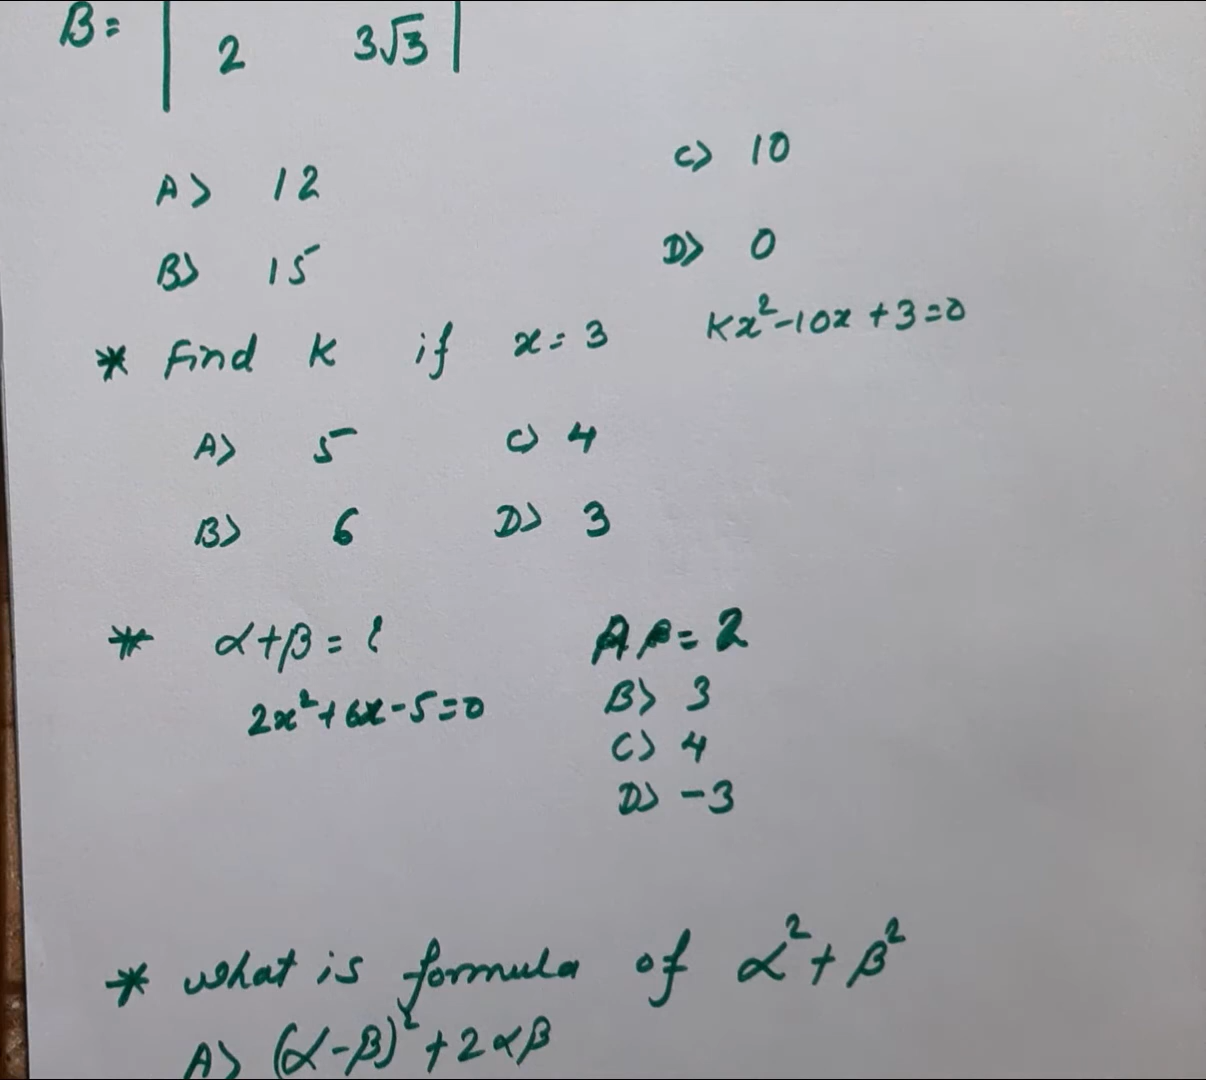 B= | 2 3√3 |
A> 12 C> 10
B> 15 D> 0
* Find K if x=3 Kx²-10x+3=0
A> 5 C> 4
B> 6 D> 3
* α+β=? A B=2
2x²+6x-5=0 B> 3
C> 4
D> -3
* what is formula of α²+β²
A> (α-β)²+2αβ